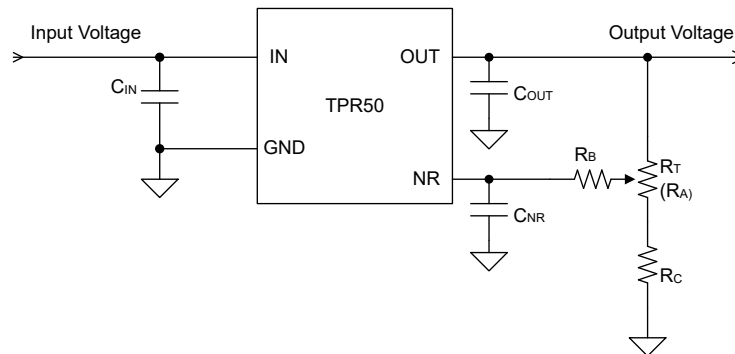 Input Voltage
Output Voltage
IN
OUT
CIN
COUT
TPR50
GND
NR
RB
RT
(RA)
CNR
RC